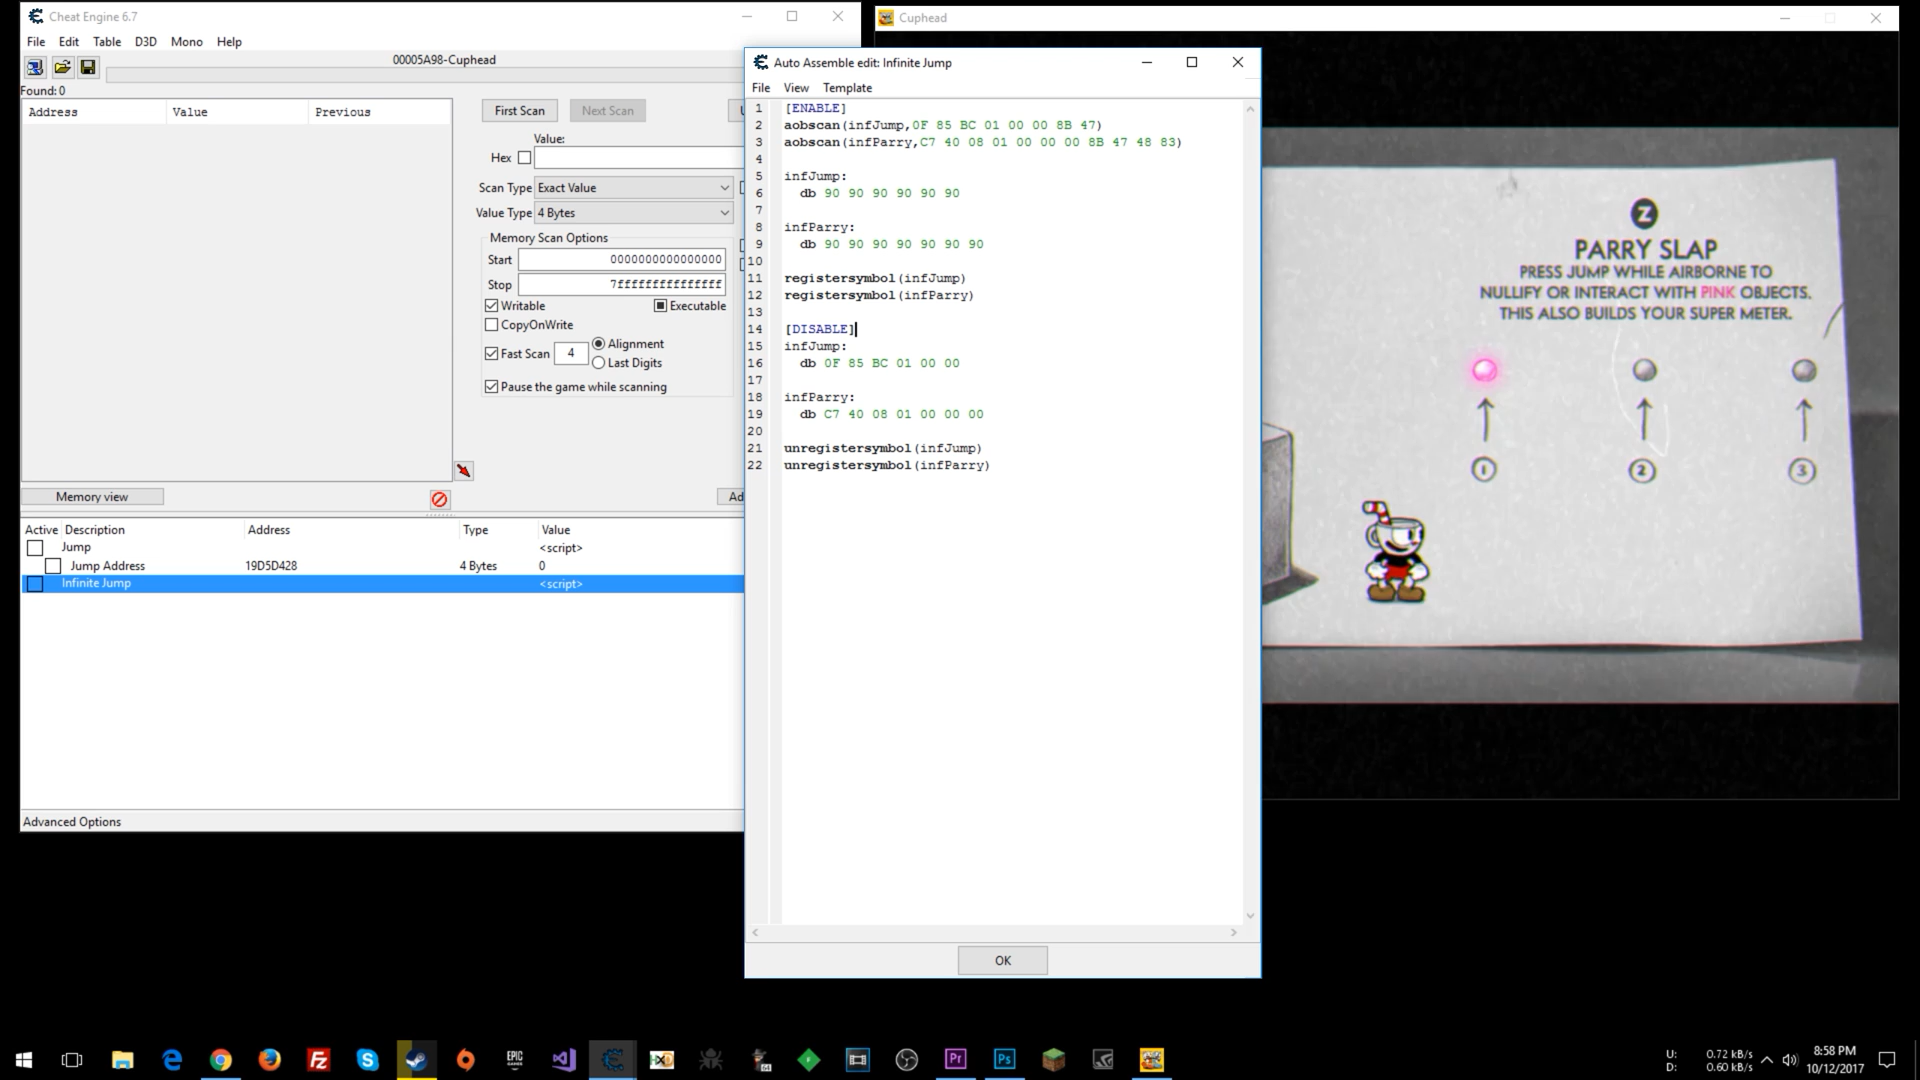 Cheat Engine 6.7
File Edit Table D3D Mono Help
00005A98-Cuphead
Found: 0
Address Value Previous
First Scan Next Scan
Value:
Hex
Scan Type Exact Value
Value Type 4 Bytes
Memory Scan Options
Start 0000000000000000
Stop 7fffffffffffffff
Writable Executable
CopyOnWrite
Fast Scan 4 Alignment
Last Digits
Pause the game while scanning
Memory view
Active Description Address Type Value
Jump <script>
Jump Address 19D5D428 4 Bytes 0
Infinite Jump <script>
Advanced Options
Auto Assemble edit: Infinite Jump
File View Template
1 [ENABLE]
2 aobscan(infJump,0F 85 BC 01 00 00 8B 47)
3 aobscan(infParry,C7 40 08 01 00 00 00 8B 47 48 83)
4
5 infJump:
6 db 90 90 90 90 90 90
7
8 infParry:
9 db 90 90 90 90 90 90 90
10
11 registersymbol(infJump)
12 registersymbol(infParry)
13
14 [DISABLE]
15 infJump:
16 db 0F 85 BC 01 00 00
17
18 infParry:
19 db C7 40 08 01 00 00 00
20
21 unregistersymbol(infJump)
22 unregistersymbol(infParry)
OK
Cuphead
Z
PARRY SLAP
PRESS JUMP WHILE AIRBORNE TO
NULLIFY OR INTERACT WITH PINK OBJECTS.
THIS ALSO BUILDS YOUR SUPER METER.
1 2 3
EPIC GAMES
Pr
Ps
U: 0.72 kB/s
D: 0.60 kB/s
8:58 PM
10/12/2017